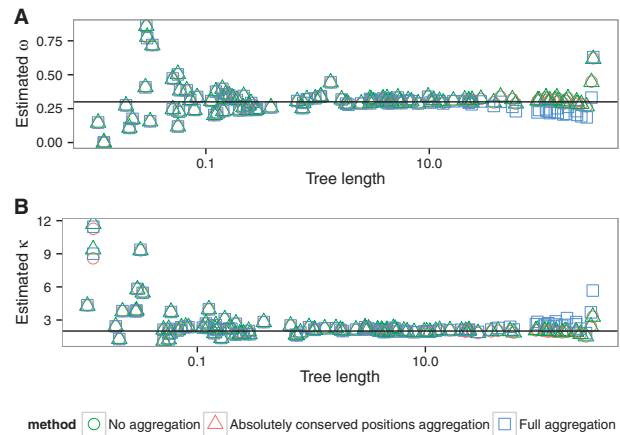 A
Estimated ω
0.75
0.50
0.25
0.00
0.1
10.0
Tree length
B
Estimated κ
12
9
6
3
0.1
10.0
Tree length
method No aggregation Absolutely conserved positions aggregation Full aggregation